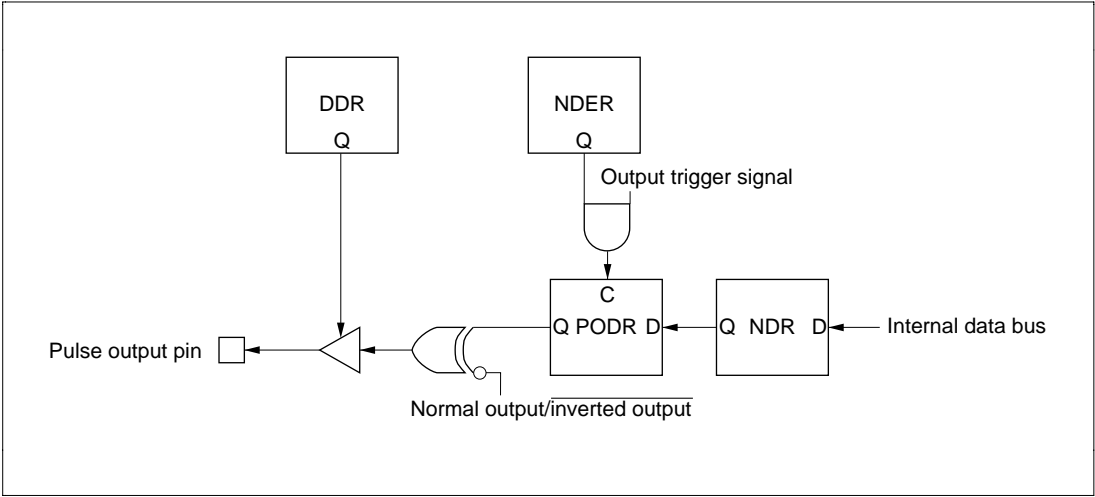 DDR
Q
NDER
Q
Output trigger signal
C
Q PODR D
Q NDR D
Internal data bus
Pulse output pin
Normal output/inverted output